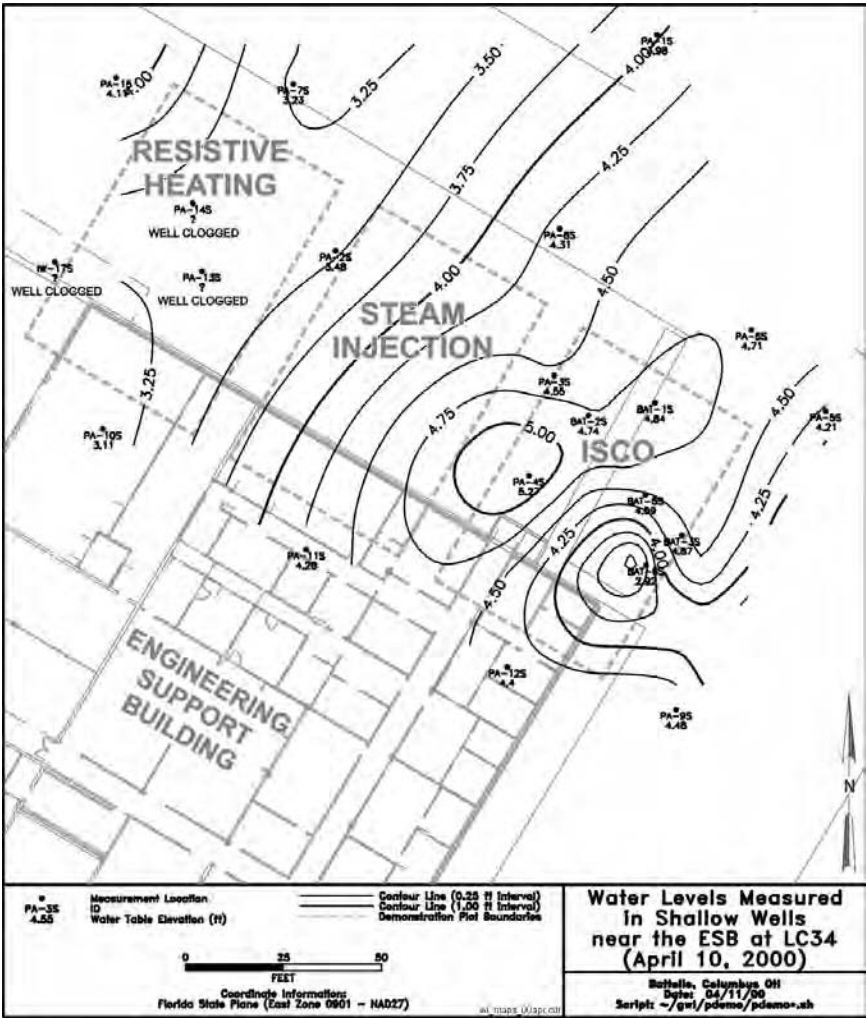 PA-1S
3.98
4.00
3.50
PA-7S
3.23
3.25
4.00
RESISTIVE
HEATING
3.75
4.25
PA-14S
?
WELL CLOGGED
PA-8S
4.31
PA-2S
3.48
PA-13S
?
WELL CLOGGED
?
WELL CLOGGED
4.00
4.50
STEAM
INJECTION
PA-6S
4.71
3.25
PA-3S
4.55
4.50
BAT-1S
4.84
PA-5S
4.21
4.75
BAT-2S
4.74
5.00
PA-10S
3.11
ISCO
PA-4S
5.27
4.25
4.25
BAT-3S
4.87
4.00
PA-11S
4.28
4.50
2.92
ENGINEERING
SUPPORT
BUILDING
PA-12S
4.4
PA-9S
4.48
N
PA-3S
4.55
Measurement Location
ID
Water Table Elevation (ft)
Contour Line (0.25 ft Interval)
Contour Line (1.00 ft Interval)
Demonstration Plot Boundaries
0 25 50
FEET
Coordinate Information:
Florida State Plane (East Zone 0901 - NAD27)
Water Levels Measured
in Shallow Wells
near the ESB at LC34
(April 10, 2000)
Battelle, Columbus OH
Date: 04/11/00
Script: ~/gwl/pdemo/pdemo*.sh